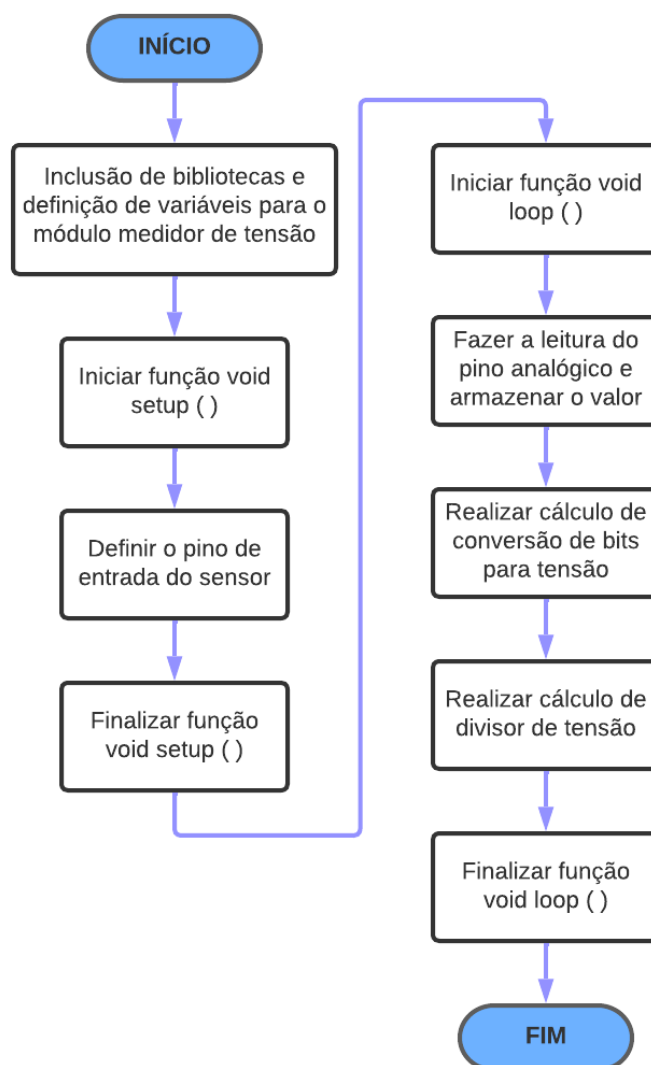 INÍCIO
Inclusão de bibliotecas e
definição de variáveis para o
módulo medidor de tensão
Iniciar função void
setup ( )
Definir o pino de
entrada do sensor
Finalizar função
void setup ( )
Iniciar função void
loop ( )
Fazer a leitura do
pino analógico e
armazenar o valor
Realizar cálculo de
conversão de bits
para tensão
Realizar cálculo de
divisor de tensão
Finalizar função
void loop ( )
FIM